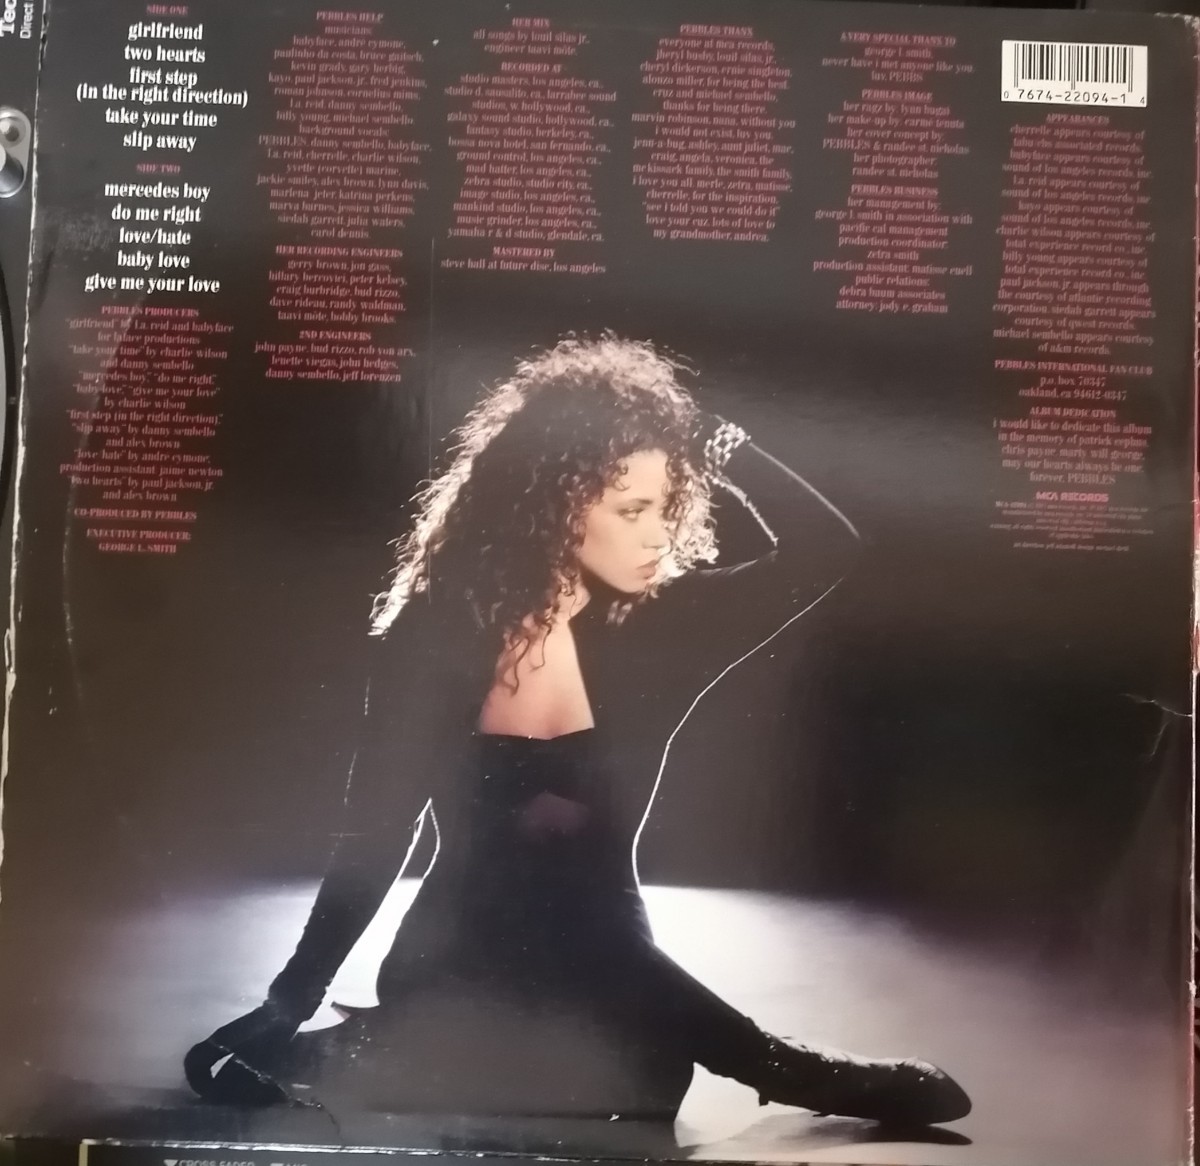 Tec
Direct
SIDE ONE
girlfriend
two hearts
first step
(in the right direction)
take your time
slip away
SIDE TWO
mercedes boy
do me right
love/hate
baby love
give me your love
PEBBLES PRODUCERS
"girlfriend" by l.a. reid and babyface
for laface productions
"take your time" by charlie wilson
and danny sembello
"mercedes boy," "do me right,"
"baby love," "give me your love"
by charlie wilson
"first step (in the right direction),"
"slip away" by danny sembello
and alex brown
"love/hate" by andre cymone,
production assistant: jaime newton
"two hearts" by paul jackson, jr.
and alex brown
CO-PRODUCED BY PEBBLES
EXECUTIVE PRODUCER:
GEORGE L. SMITH
PEBBLES HELP
musicians:
babyface, andre cymone,
paulinho da costa, bruce gaitsch,
kevin grady, gary herbig,
kayo, paul jackson, jr., fred jenkins,
roman johnson, cornelius mims,
l.a. reid, danny sembello,
billy young, michael sembello.
background vocals:
PEBBLES, danny sembello, babyface,
l.a. reid, cherrelle, charlie wilson,
yvette (corvette) marine,
jackie smiley, alex brown, lynn davis,
marlena jeter, katrina perkins,
marva barnes, jessica williams,
siedah garrett, julia waters,
carol dennis.
HER RECORDING ENGINEERS
gerry brown, jon gass,
hillary bercovici, peter kelsey,
craig burbridge, bud rizzo,
dave rideau, randy waldman,
taavi mote, bobby brooks.
2ND ENGINEERS
john payne, bud rizzo, rob von arx,
fenette viegas, john hedges,
danny sembello, jeff lorenzen
HER MIX
all songs by louil silas jr.,
engineer taavi mote
RECORDED AT
studio masters, los angeles, ca.,
studio d, sausalito, ca., larrabee sound
studios, w. hollywood, ca.,
galaxy sound studio, hollywood, ca.,
fantasy studio, berkeley, ca.,
bossa nova hotel, san fernando, ca.,
ground control, los angeles, ca.,
mad hatter, los angeles, ca.,
zebra studio, studio city, ca.,
image studio, los angeles, ca.,
mankind studio, los angeles, ca.,
music grinder, los angeles, ca.,
yamaha r & d studio, glendale, ca.
MASTERED BY
steve hall at future disc, los angeles
PEBBLES THANX
everyone at mca records,
jheryl busby, louil silas, jr.,
cheryl dickerson, ernie singleton,
alonzo miller for being the best.
cruz and michael sembello,
thanks for being there.
marvin robinson, nana, without you
i would not exist, luv you.
jenn-a-bug, ashley, aunt juliet, mac,
craig, angela, veronica, the
mckissack family, the smith family,
i love you all. merle, zetra, matisse,
cherrelle, for the inspiration,
"see i told you we could do it"
love your cuz, lots of love to
my grandmother, andrea.
A VERY SPECIAL THANX TO
george l. smith
never have i met anyone like you.
luv, PEBBS
PEBBLES IMAGE
her ragz by: lynn bugai
her make-up by: carne tenuta
her cover concept by:
PEBBLES & randee st. nicholas
her photographer:
randee st. nicholas
PEBBLES BUSINESS
her management by:
george l. smith in association with
pacific cal management
production coordinator:
zetra smith
production assistant: matisse
public relations:
debra baum associates
attorney: jody e. graham
0 7674-22094-1 4
APPEARANCES
cherrelle appears courtesy of
tabu cbs associated records,
babyface appears courtesy of
sound of los angeles records, inc.
l.a. reid appears courtesy of
sound of los angeles records, inc.
kayo appears courtesy of
sound of los angeles records, inc.
charlie wilson appears courtesy of
total experience record co., inc.
billy young appears courtesy of
total experience record co., inc.
paul jackson, jr. appears through
the courtesy of atlantic recording
corporation. siedah garrett appears
courtesy of qwest records.
michael sembello appears courtesy
of a&m records.
PEBBLES INTERNATIONAL FAN CLUB
p.o. box 70347
oakland, ca 94612-0347
ALBUM DEDICATION
i would like to dedicate this album
in the memory of patrick
chris payne, marty, will george,
may our hearts always be one.
forever, PEBBLES
MCA RECORDS
CROSS FADER